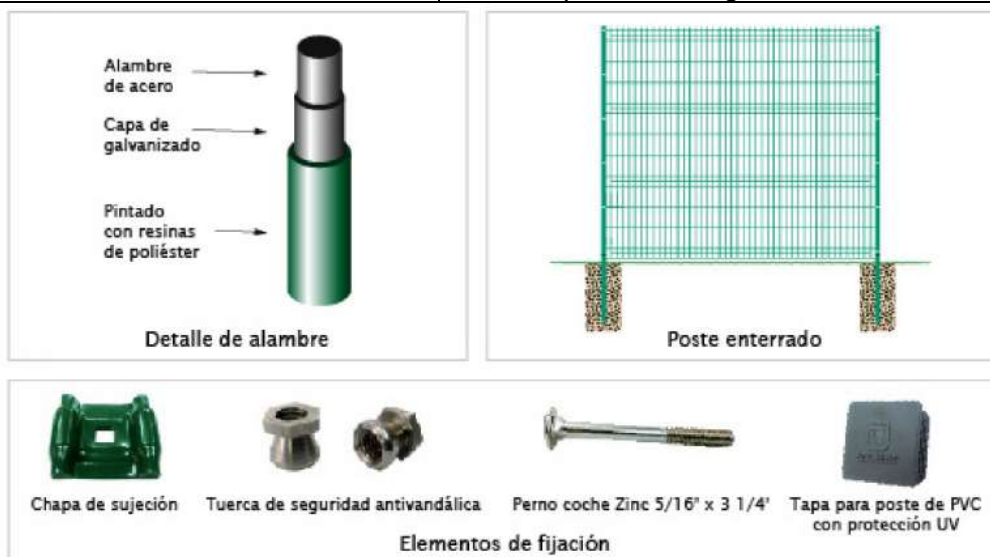 Alambre
de acero
Capa de
galvanizado
Pintado
con resinas
de poliéster
Detalle de alambre
Poste enterrado
Chapa de sujeción
Tuerca de seguridad antivandálica
Perno coche Zinc 5/16" x 3 1/4'
Tapa para poste de PVC
con protección UV
Elementos de fijación